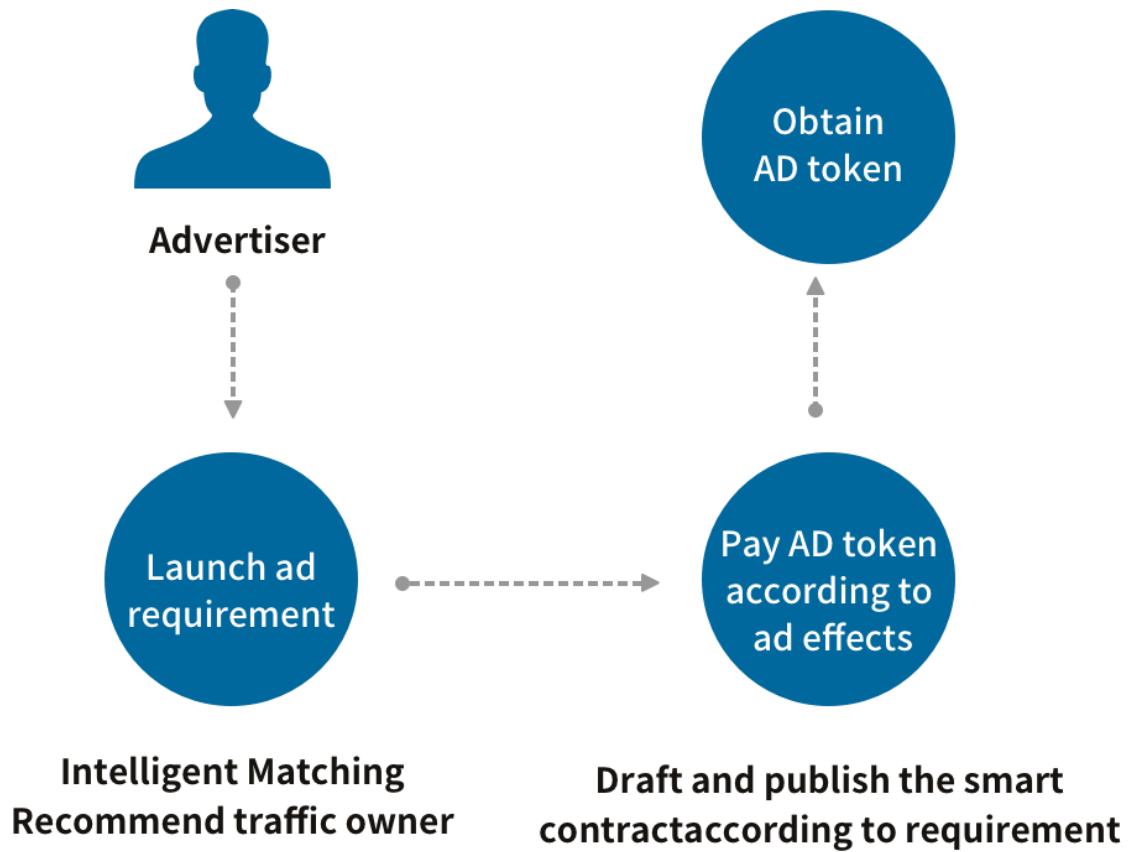 Advertiser
Obtain
AD token
Launch ad
requirement
Pay AD token
according to
ad effects
Intelligent Matching
Recommend traffic owner
Draft and publish the smart
contractaccording to requirement